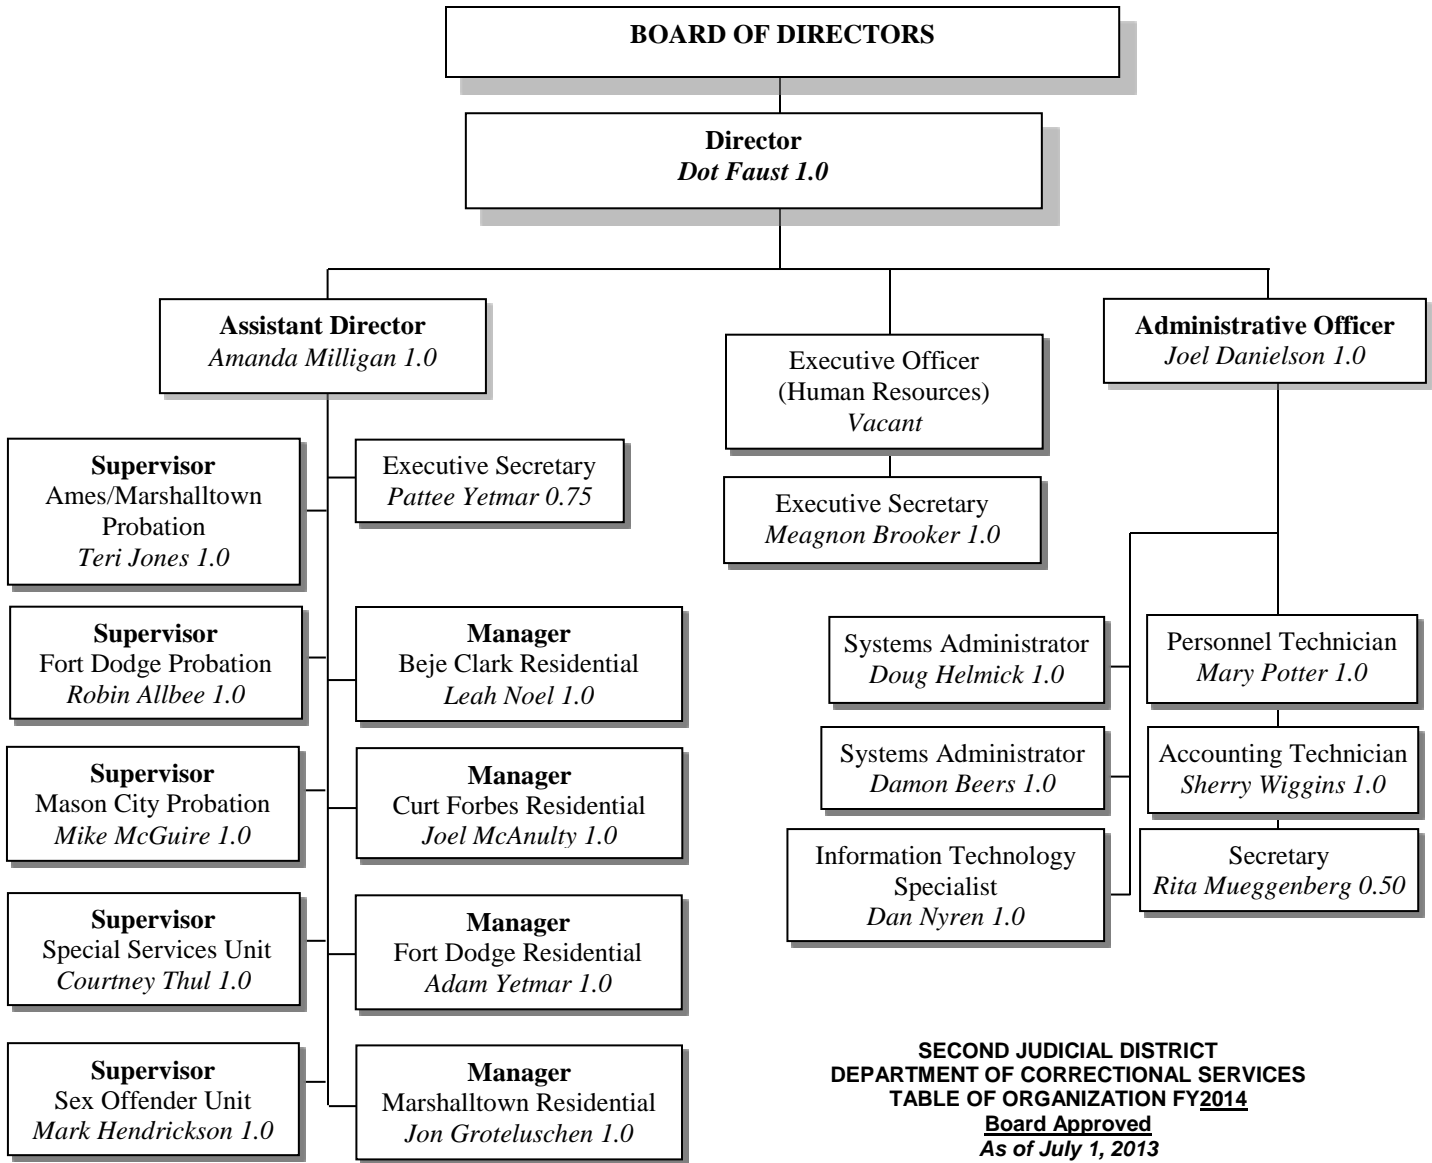 BOARD OF DIRECTORS
Director
Dot Faust 1.0
Assistant Director
Amanda Milligan 1.0
Executive Officer
(Human Resources)
Vacant
Administrative Officer
Joel Danielson 1.0
Supervisor
Ames/Marshalltown
Probation
Teri Jones 1.0
Executive Secretary
Pattee Yetmar 0.75
Executive Secretary
Meagnon Brooker 1.0
Supervisor
Fort Dodge Probation
Robin Allbee 1.0
Manager
Beje Clark Residential
Leah Noel 1.0
Systems Administrator
Doug Helmick 1.0
Personnel Technician
Mary Potter 1.0
Supervisor
Mason City Probation
Mike McGuire 1.0
Manager
Curt Forbes Residential
Joel McAnulty 1.0
Systems Administrator
Damon Beers 1.0
Accounting Technician
Sherry Wiggins 1.0
Information Technology
Specialist
Dan Nyren 1.0
Secretary
Rita Mueggenberg 0.50
Supervisor
Special Services Unit
Courtney Thul 1.0
Manager
Fort Dodge Residential
Adam Yetmar 1.0
Supervisor
Sex Offender Unit
Mark Hendrickson 1.0
Manager
Marshalltown Residential
Jon Groteluschen 1.0
SECOND JUDICIAL DISTRICT
DEPARTMENT OF CORRECTIONAL SERVICES
TABLE OF ORGANIZATION FY2014
Board Approved
As of July 1, 2013